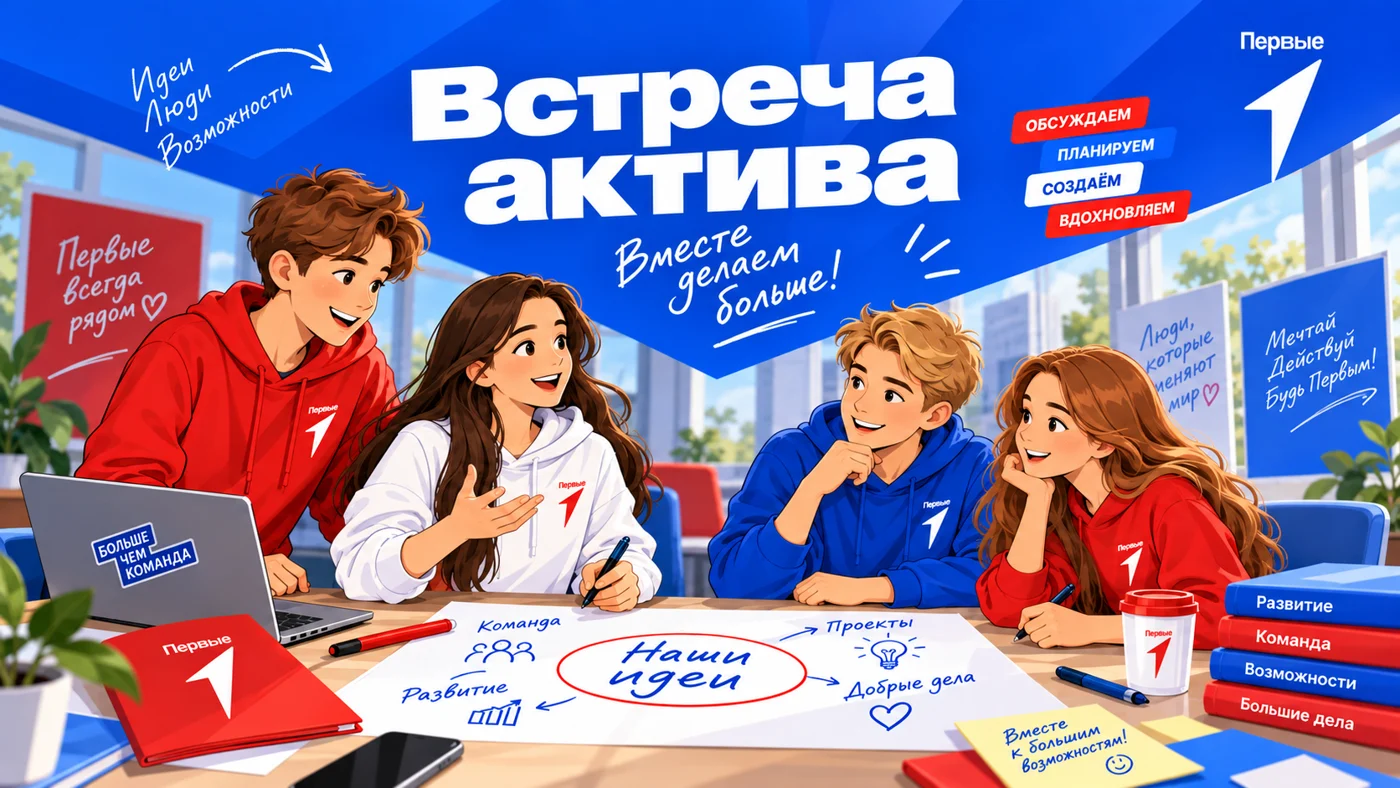 Идеи
Люди
Возможности
Встреча
актива
Вместе
делаем
больше!
Первые
ОБСУЖДАЕМ
ПЛАНИРУЕМ
СОЗДАЁМ
ВДОХНОВЛЯЕМ
Первые
всегда
рядом
Люди,
которые
меняют
мир
Мечтай
Действуй
Будь Первым!
Первые
Первые
Первые
Первые
БОЛЬШЕ
ЧЕМ
КОМАНДА
Первые
Команда
Развитие
Наши
идеи
Проекты
Добрые дела
Первые
Развитие
Команда
Возможности
Большие дела
Вместе
к большим
возможностям!